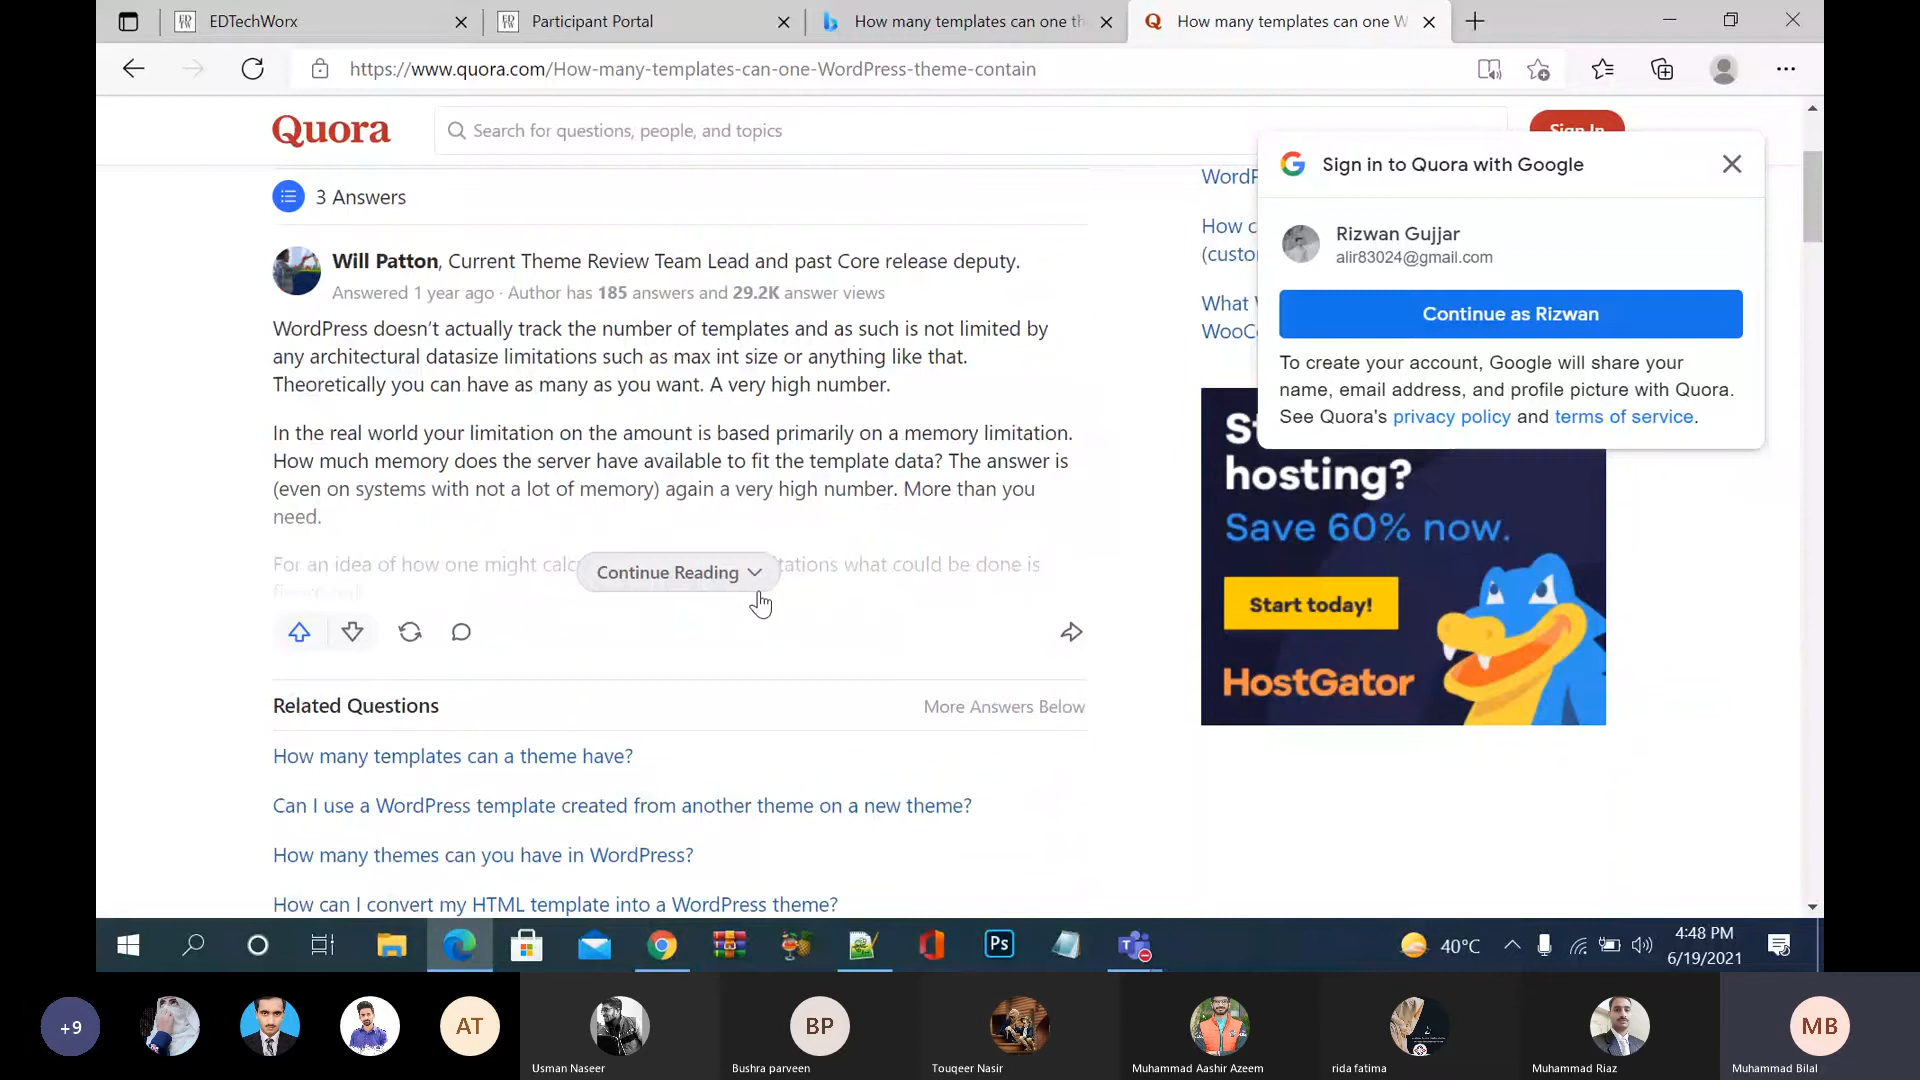 EDTechWorx
Participant Portal
How many templates can one th
How many templates can one W
https://www.quora.com/How-many-templates-can-one-WordPress-theme-contain
Quora
Search for questions, people, and topics
Sign In
3 Answers
Will Patton, Current Theme Review Team Lead and past Core release deputy.
Answered 1 year ago · Author has 185 answers and 29.2K answer views
WordPress doesn’t actually track the number of templates and as such is not limited by
any architectural datasize limitations such as max int size or anything like that.
Theoretically you can have as many as you want. A very high number.
In the real world your limitation on the amount is based primarily on a memory limitation.
How much memory does the server have available to fit the template data? The answer is
(even on systems with not a lot of memory) again a very high number. More than you
need.
For an idea of how one might calc
tations what could be done is
Continue Reading
Related Questions
More Answers Below
How many templates can a theme have?
Can I use a WordPress template created from another theme on a new theme?
How many themes can you have in WordPress?
How can I convert my HTML template into a WordPress theme?
WordP
How c
(custo
What W
WooCo
Sign in to Quora with Google
Rizwan Gujjar
alir83024@gmail.com
Continue as Rizwan
To create your account, Google will share your
name, email address, and profile picture with Quora.
See Quora's privacy policy and terms of service.
hosting?
Save 60% now.
Start today!
HostGator
Ps
40°C
4:48 PM
6/19/2021
+9
AT
Usman Naseer
BP
Bushra parveen
Touqeer Nasir
Muhammad Aashir Azeem
rida fatima
Muhammad Riaz
MB
Muhammad Bilal